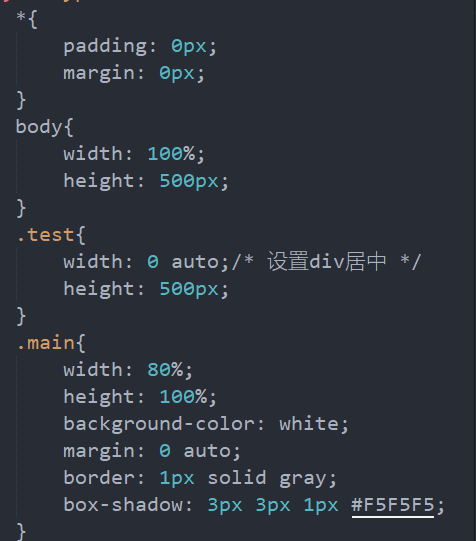 *{
padding: 0px;
margin: 0px;
}
body{
width: 100%;
height: 500px;
}
.test{
width: 0 auto;/* 设置div居中 */
height: 500px;
}
.main{
width: 80%;
height: 100%;
background-color: white;
margin: 0 auto;
border: 1px solid gray;
box-shadow: 3px 3px 1px #F5F5F5;
}